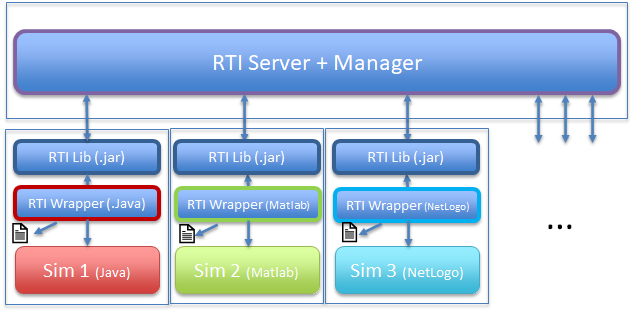 RTI Server + Manager
RTI Lib (.jar)
RTI Lib (.jar)
RTI Lib (.jar)
RTI Wrapper (.Java)
RTI Wrapper (Matlab)
RTI Wrapper (NetLogo)
...
Sim 1 (Java)
Sim 2 (Matlab)
Sim 3 (NetLogo)